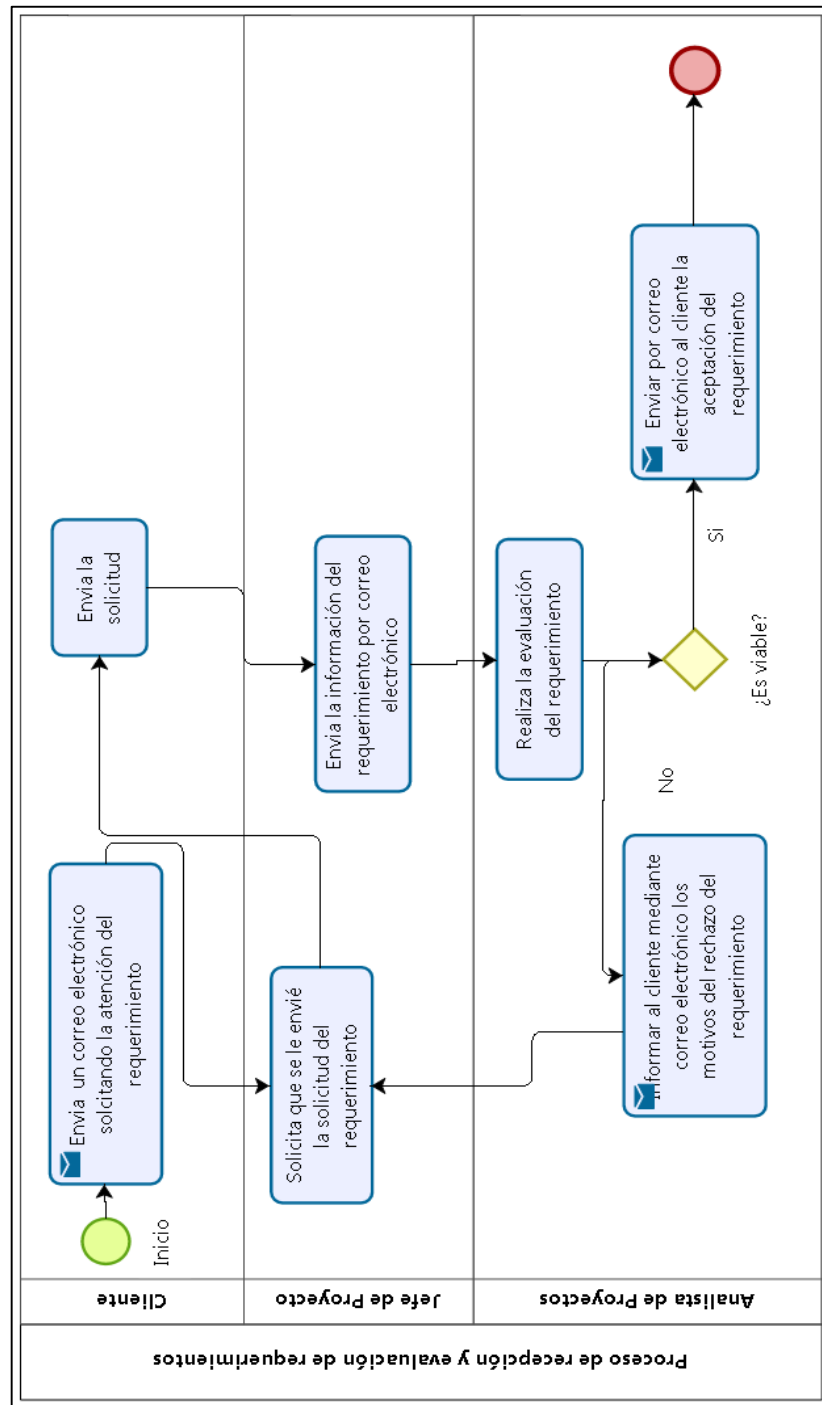 Proceso de recepción y evaluación de requerimientos
Cliente
Inicio
Envia un correo electrónico
solcitando la atención del
requerimiento
Envia la
solicitud
Jefe de Proyecto
Solicita que se le envié
la solicitud del
requerimiento
Envia la información del
requerimiento por correo
electrónico
Analista de Proyectos
Informar al cliente mediante
correo electrónico los
motivos del rechazo del
requerimiento
No
Realiza la evaluación
del requerimiento
¿Es viable?
Si
Enviar por correo
electrónico al cliente la
aceptación del
requerimiento